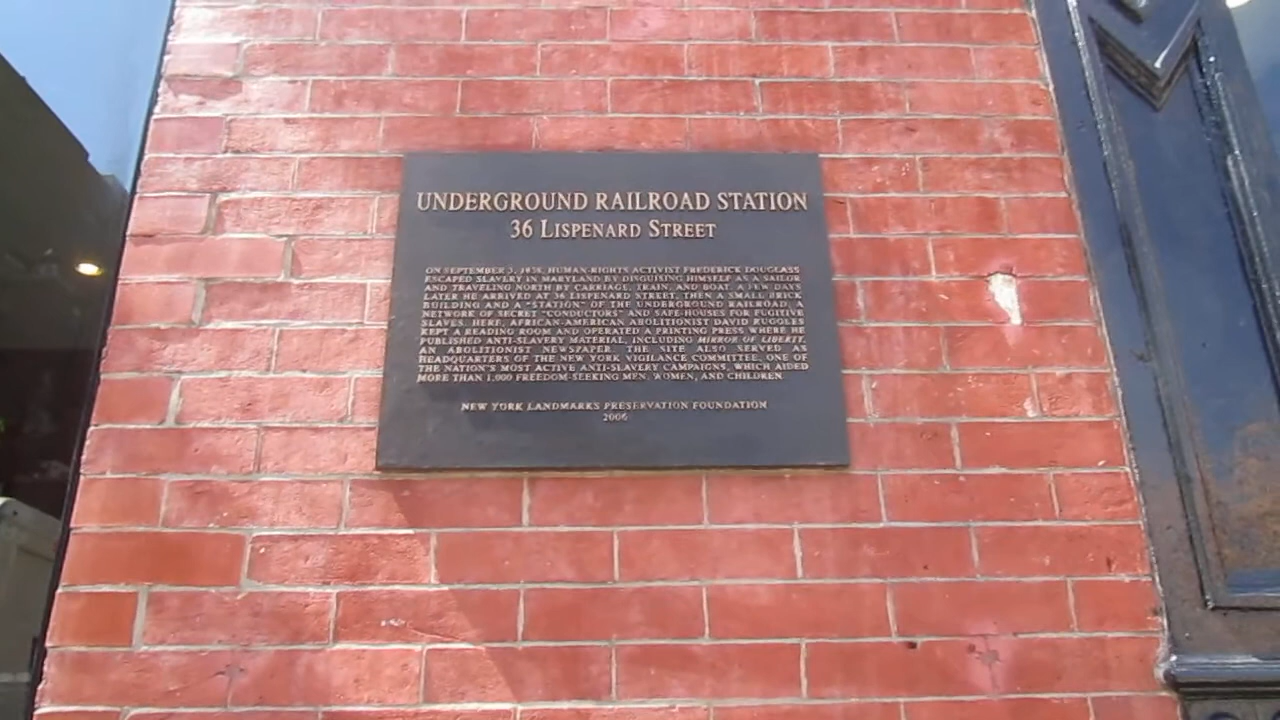 UNDERGROUND RAILROAD STATION
36 LISPENARD STREET
ON SEPTEMBER 3, 1838, HUMAN-RIGHTS ACTIVIST FREDERICK DOUGLASS
ESCAPED SLAVERY IN MARYLAND BY DISGUISING HIMSELF AS A SAILOR
AND TRAVELING NORTH BY CARRIAGE, TRAIN, AND BOAT. A FEW DAYS
LATER HE ARRIVED AT 36 LISPENARD STREET, THEN A SMALL BRICK
BUILDING AND A "STATION" OF THE UNDERGROUND RAILROAD, A
NETWORK OF SECRET "CONDUCTORS" AND SAFE-HOUSES FOR FUGITIVE
SLAVES. HERE, AFRICAN-AMERICAN ABOLITIONIST DAVID RUGGLES
KEPT A READING ROOM AND OPERATED A PRINTING PRESS WHERE HE
PUBLISHED ANTI-SLAVERY MATERIAL, INCLUDING MIRROR OF LIBERTY,
AN ABOLITIONIST NEWSPAPER. THE SITE ALSO SERVED AS
HEADQUARTERS OF THE NEW YORK VIGILANCE COMMITTEE, ONE OF
THE NATION'S MOST ACTIVE ANTI-SLAVERY CAMPAIGNS, WHICH AIDED
MORE THAN 1,000 FREEDOM-SEEKING MEN, WOMEN, AND CHILDREN.
NEW YORK LANDMARKS PRESERVATION FOUNDATION
2006